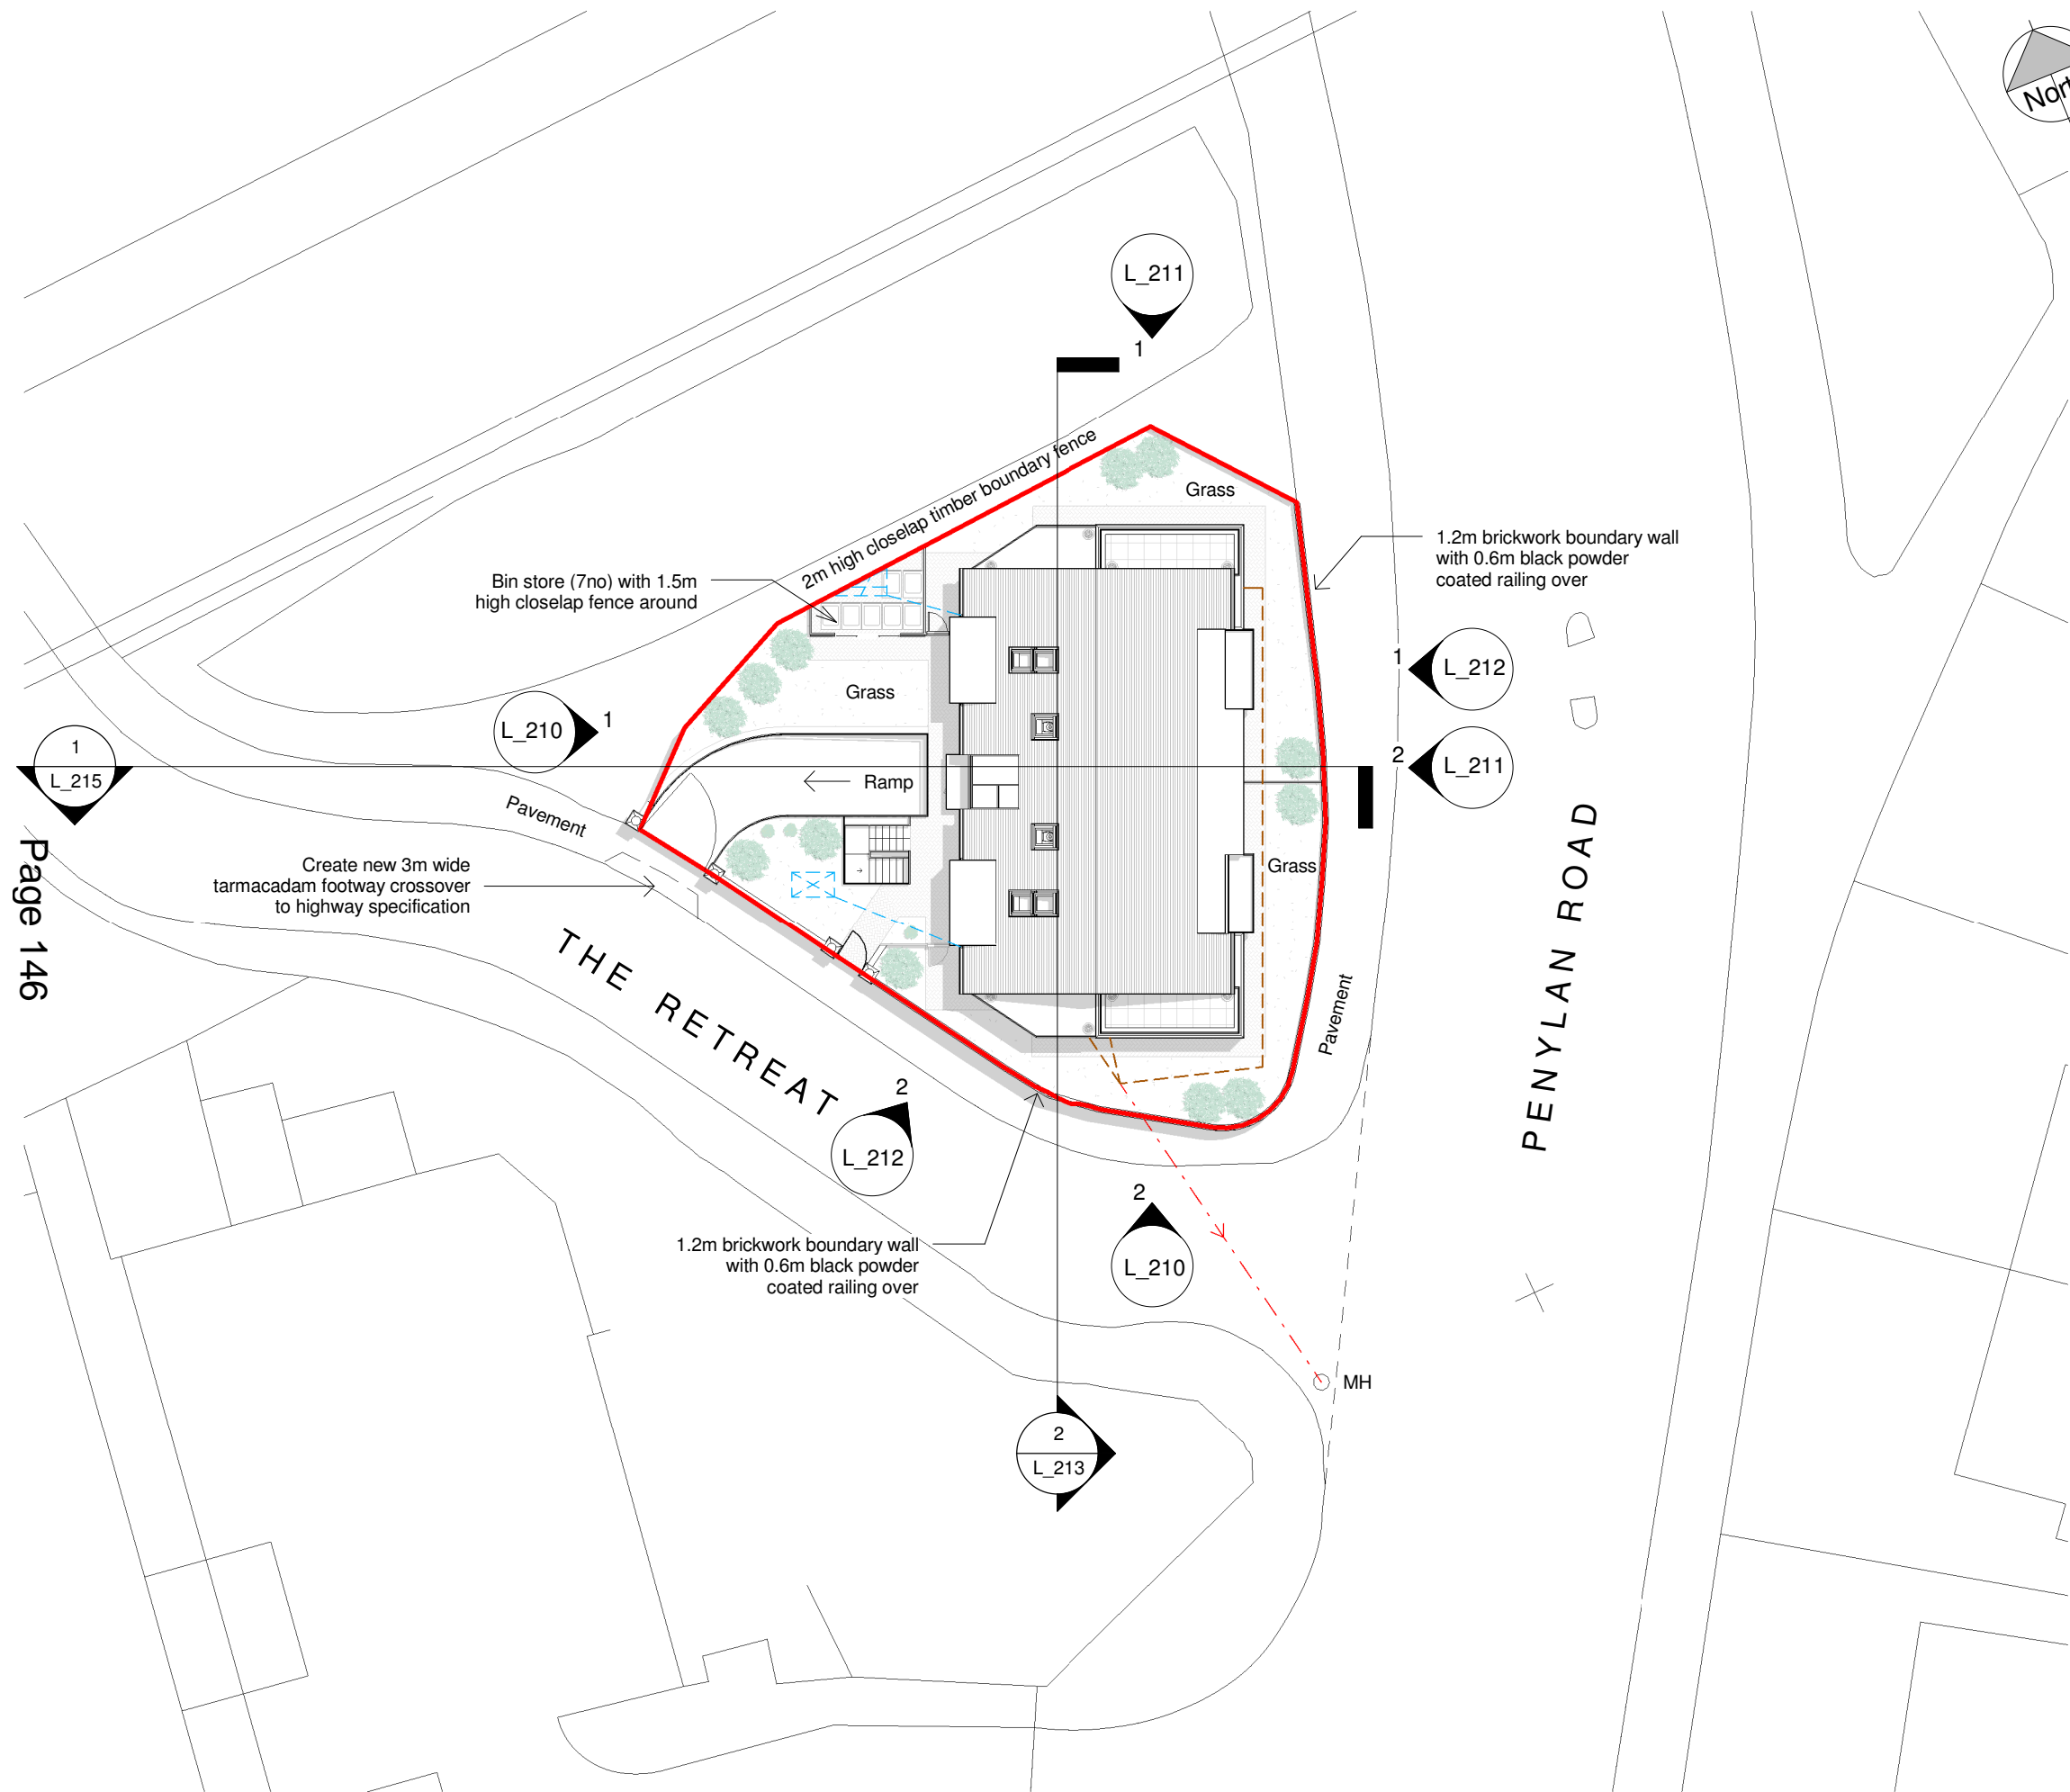 Nort
L_211
1
2m high closelap timber boundary fence
Grass
1.2m brickwork boundary wall
with 0.6m black powder
coated railing over
Bin store (7no) with 1.5m
high closelap fence around
1
L_212
Grass
L_210
1
2
L_211
1
L_215
Ramp
Pavement
Page 146
Create new 3m wide
tarmacadam footway crossover
to highway specification
Grass
PENYLAN ROAD
THE RETREAT
Pavement
2
L_212
2
L_210
1.2m brickwork boundary wall
with 0.6m black powder
coated railing over
MH
2
L_213